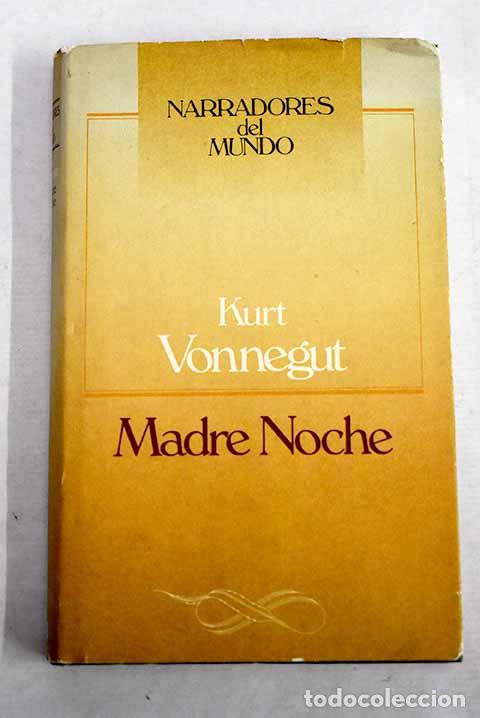 NARRADORES
del
MUNDO
Kurt
Vonnegut
Madre Noche
todocoleccion